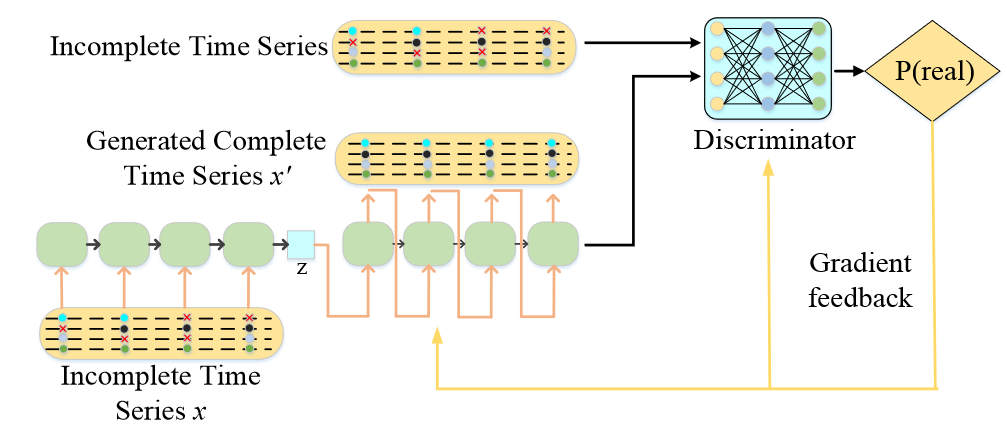 Incomplete Time Series
P(real)
Discriminator
Generated Complete
Time Series x′
z
Gradient
feedback
Incomplete Time
Series x